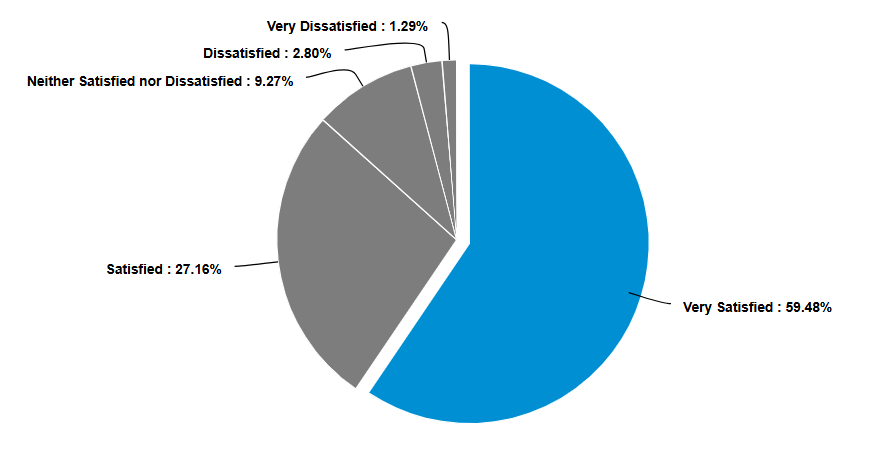 Very Dissatisfied : 1.29%
Dissatisfied : 2.80%
Neither Satisfied nor Dissatisfied : 9.27%
Satisfied : 27.16%
Very Satisfied : 59.48%